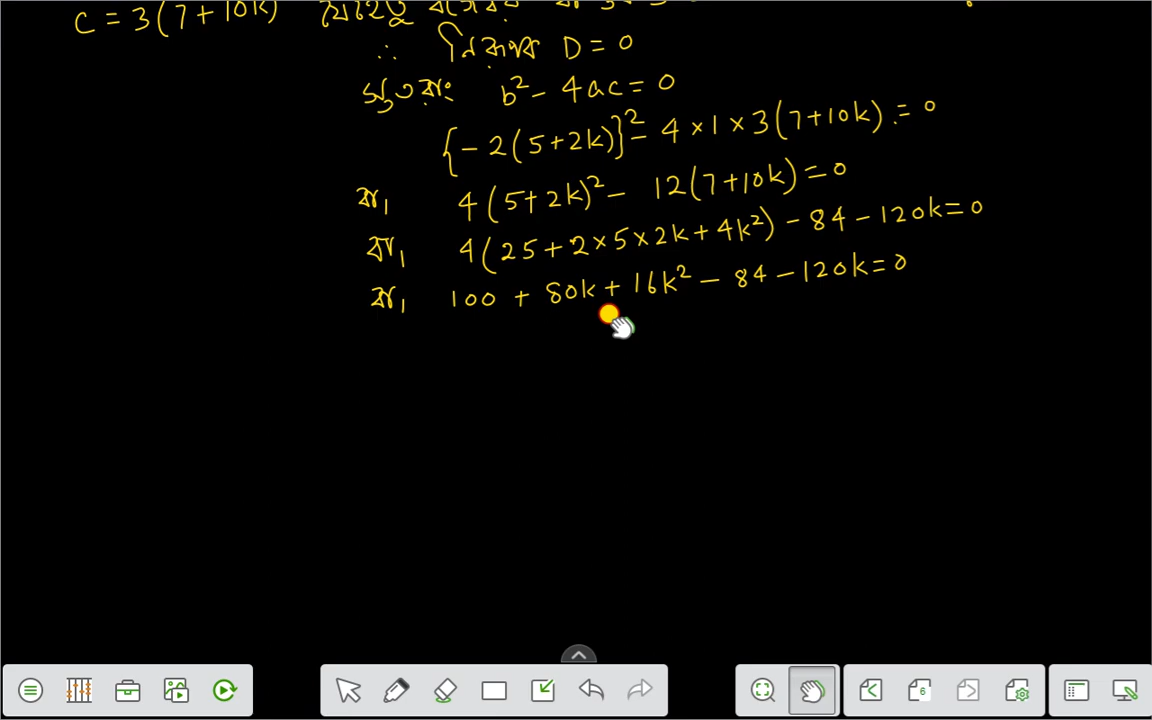 C = 3(7+10k) যেহেতু
∴ নিরূপক D = 0
সুতরাং b² - 4ac = 0
{-2(5+2k)}² - 4×1×3(7+10k) = 0
বা, 4(5+2k)² - 12(7+10k) = 0
বা, 4(25+2×5×2k+4k²) - 84 - 120k = 0
বা, 100 + 80k + 16k² - 84 - 120k = 0
6